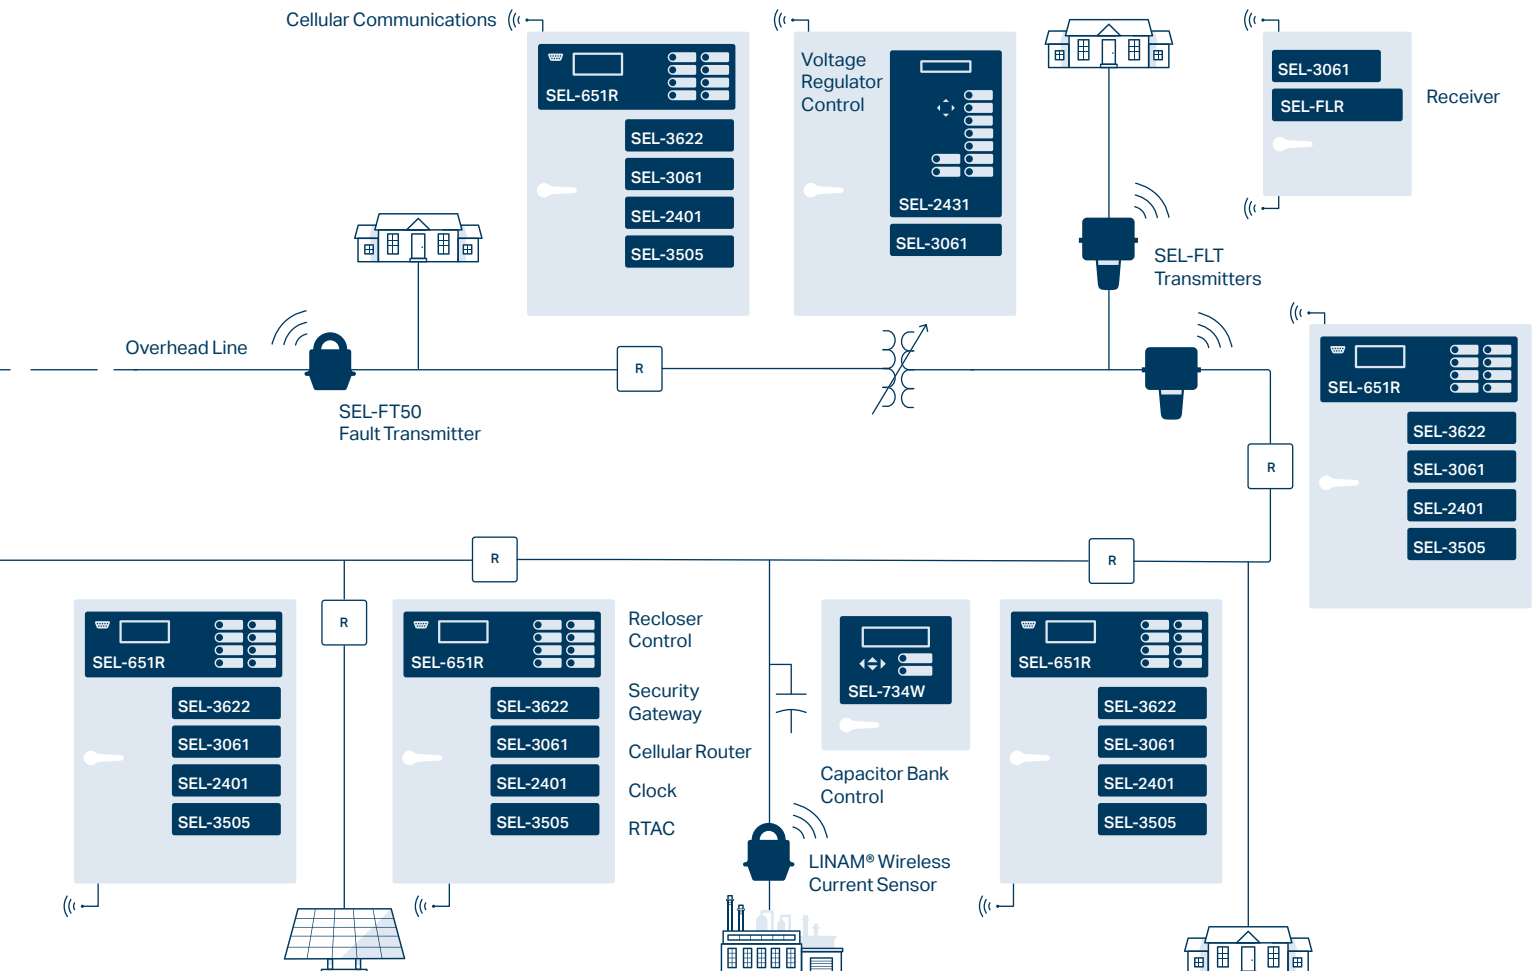 Cellular Communications
SEL-651R
SEL-3622
SEL-3061
SEL-2401
SEL-3505
Voltage
Regulator
Control
SEL-2431
SEL-3061
SEL-3061
SEL-FLR
Receiver
SEL-FLT
Transmitters
Overhead Line
SEL-FT50
Fault Transmitter
R
SEL-651R
SEL-3622
SEL-3061
SEL-2401
SEL-3505
R
R
R
R
SEL-651R
SEL-3622
SEL-3061
SEL-2401
SEL-3505
SEL-651R
SEL-3622
SEL-3061
SEL-2401
SEL-3505
Recloser
Control
Security
Gateway
Cellular Router
Clock
RTAC
SEL-734W
Capacitor Bank
Control
LINAM® Wireless
Current Sensor
SEL-651R
SEL-3622
SEL-3061
SEL-2401
SEL-3505